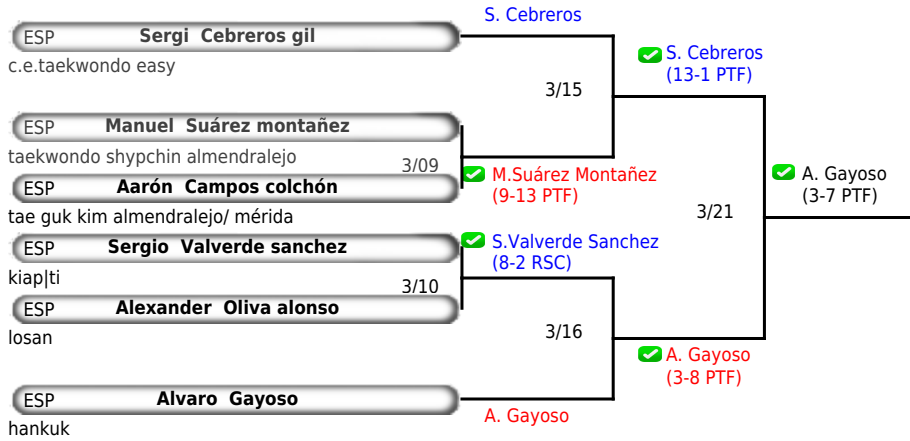 S. Cebreros
ESP Sergi Cebreros gil
c.e.taekwondo easy
S. Cebreros
(13-1 PTF)
3/15
ESP Manuel Suárez montañez
taekwondo shypchin almendralejo
3/09
M.Suárez Montañez
(9-13 PTF)
ESP Aarón Campos colchón
tae guk kim almendralejo/ mérida
A. Gayoso
(3-7 PTF)
3/21
ESP Sergio Valverde sanchez
kiap|ti
S.Valverde Sanchez
(8-2 RSC)
3/10
ESP Alexander Oliva alonso
losan
3/16
A. Gayoso
(3-8 PTF)
ESP Alvaro Gayoso
hankuk
A. Gayoso